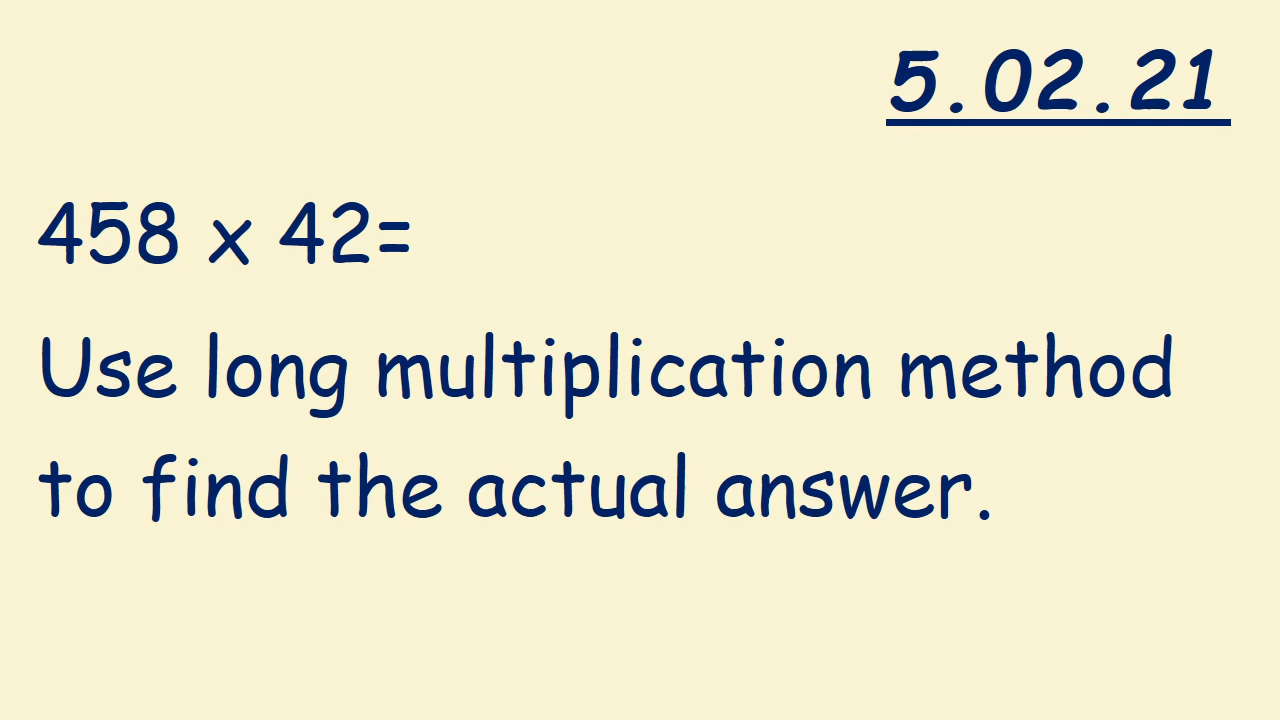 5.02.21
458 x 42=
Use long multiplication method
to find the actual answer.